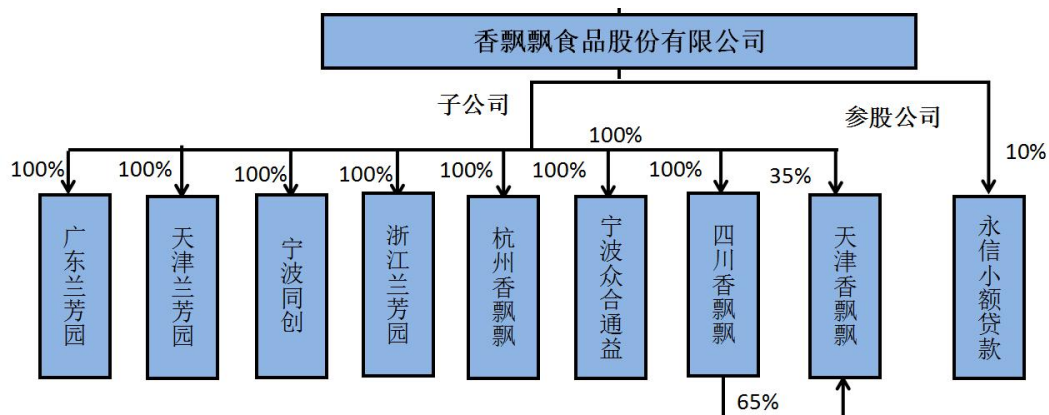 香飘飘食品股份有限公司
子公司
参股公司
100%
100%
100%
100%
100%
100%
100%
100%
35%
10%
广东兰芳园
天津兰芳园
宁波同创
浙江兰芳园
杭州香飘飘
宁波众合通益
四川香飘飘
天津香飘飘
永信小额贷款
65%